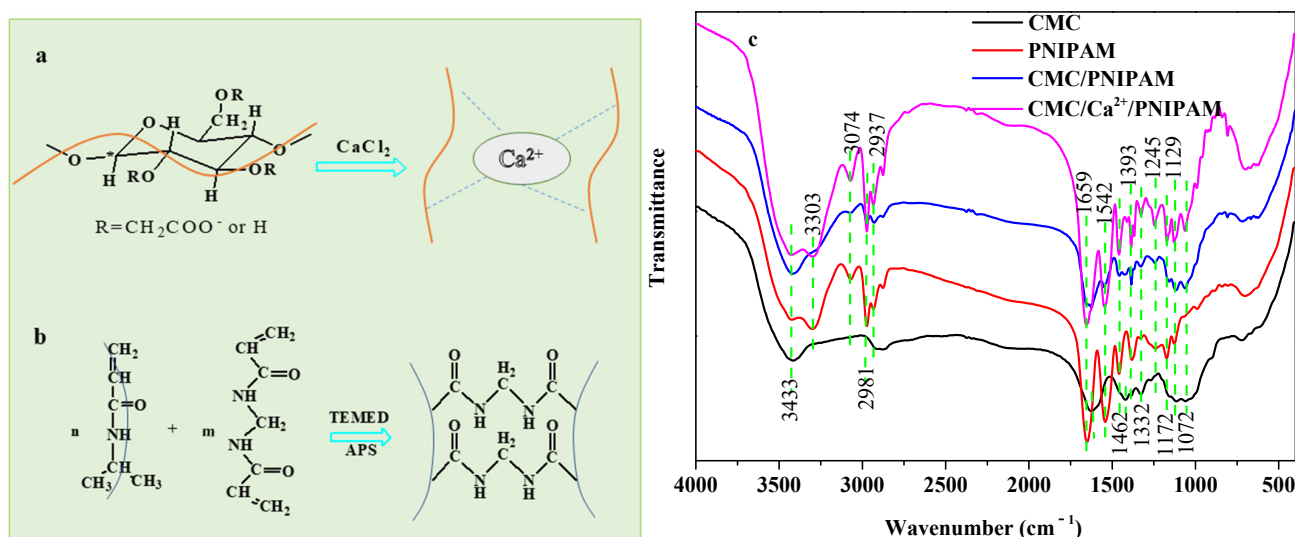 a
OR
H
CH₂
H
O
O
O
*
O
H
OR
RO
H
R=CH₂COO⁻ or H
CaCl₂
Ca²⁺
b
CH₂
CH
C=O
NH
CH
CH₃ CH₃
n
+
m
CH₂
CH
C=O
NH
CH₂
NH
C=O
CH
CH₂
TEMED
APS
O H₂ O
C C C
N N
H H
O H₂ O
C C C
N N
H H
c
CMC
PNIPAM
CMC/PNIPAM
CMC/Ca²⁺/PNIPAM
3433
3303
3074
2981
2937
1659
1542
1462
1393
1332
1245
1172
1129
1072
Transmittance
4000 3500 3000 2500 2000 1500 1000 500
Wavenumber (cm⁻¹)